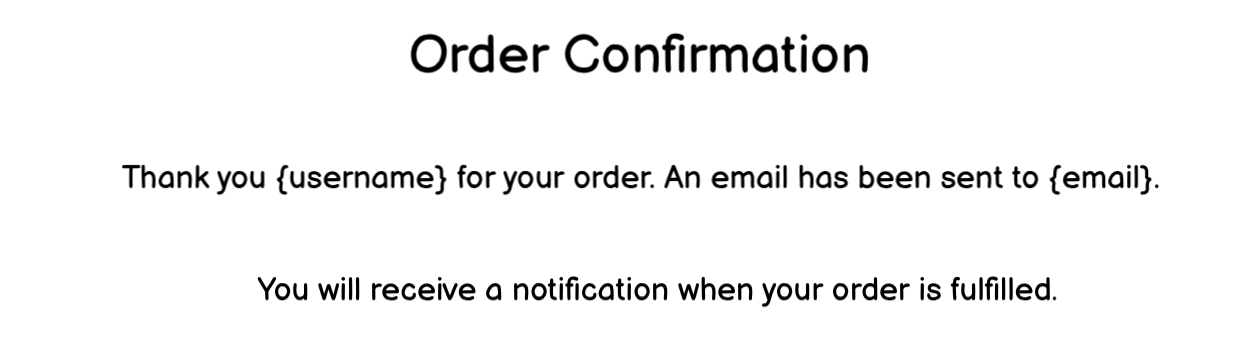 Order Confirmation
Thank you {username} for your order. An email has been sent to {email}.
You will receive a notification when your order is fulfilled.